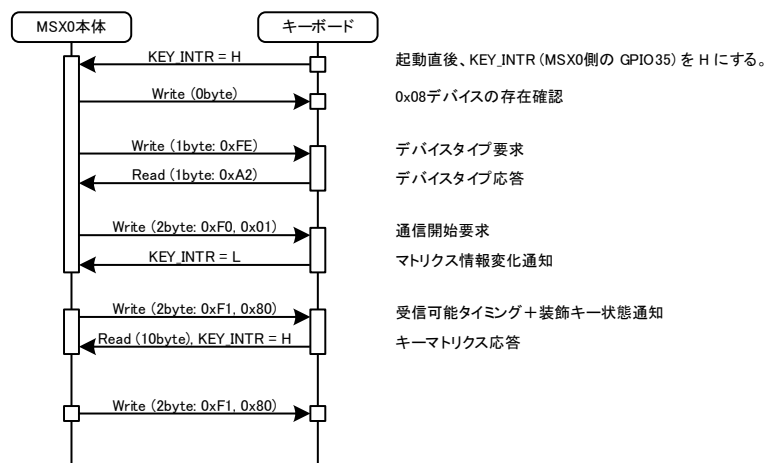 MSX0本体 キーボード
KEY_INTR = H 起動直後、KEY_INTR (MSX0側の GPIO35) を H にする。
Write (0byte) 0x08デバイスの存在確認
Write (1byte: 0xFE) デバイスタイプ要求
Read (1byte: 0xA2) デバイスタイプ応答
Write (2byte: 0xF0, 0x01) 通信開始要求
KEY_INTR = L マトリクス情報変化通知
Write (2byte: 0xF1, 0x80) 受信可能タイミング＋装飾キー状態通知
Read (10byte), KEY_INTR = H キーマトリクス応答
Write (2byte: 0xF1, 0x80)